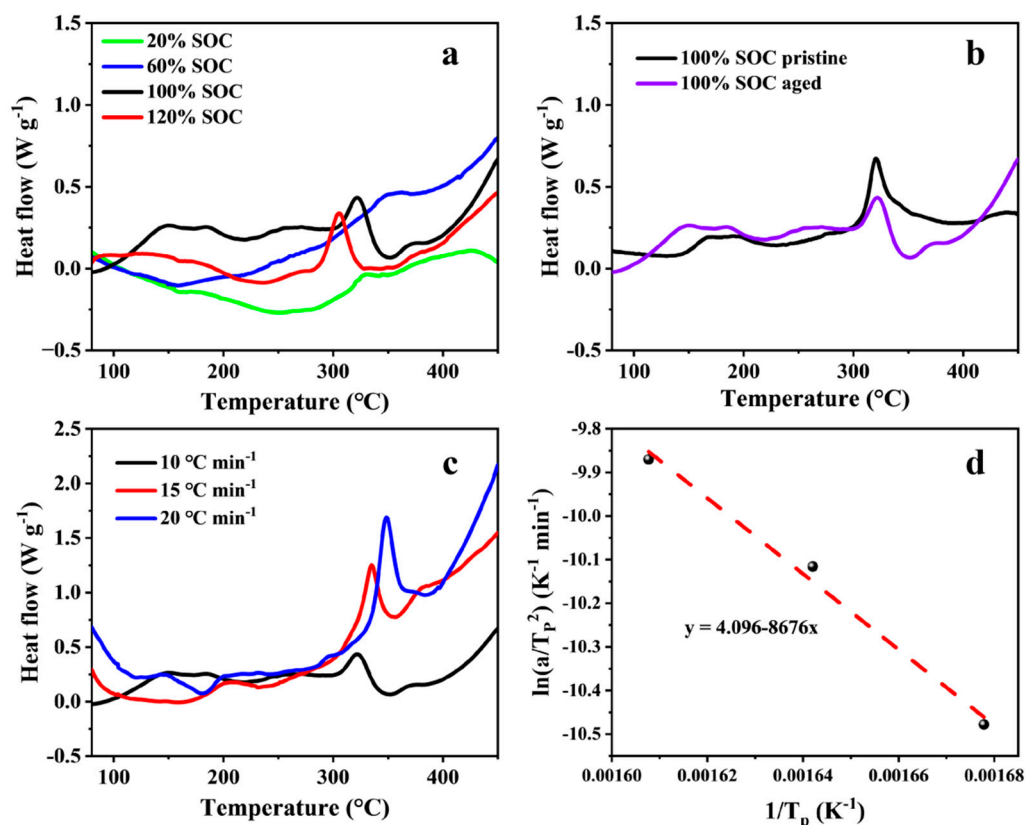 a
20% SOC
60% SOC
100% SOC
120% SOC
Heat flow (W g⁻¹)
1.5
1.0
0.5
0.0
−0.5
100 200 300 400
Temperature (°C)
b
100% SOC pristine
100% SOC aged
Heat flow (W g⁻¹)
1.5
1.0
0.5
0.0
-0.5
100 200 300 400
Temperature (°C)
c
10 °C min⁻¹
15 °C min⁻¹
20 °C min⁻¹
Heat flow (W g⁻¹)
2.5
2.0
1.5
1.0
0.5
0.0
-0.5
100 200 300 400
Temperature (°C)
d
ln(a/T_P²) (K⁻¹ min⁻¹)
-9.8
-9.9
-10.0
-10.1
-10.2
-10.3
-10.4
-10.5
y = 4.096-8676x
0.00160 0.00162 0.00164 0.00166 0.00168
1/Tₚ (K⁻¹)